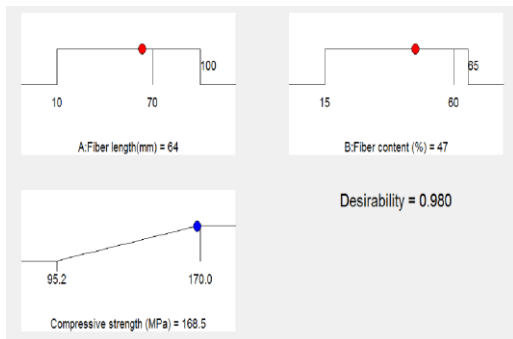 100
10
70
A:Fiber length(mm) = 64
65
15
60
B:Fiber content (%) = 47
Desirability = 0.980
95.2
170.0
Compressive strength (MPa) = 168.5